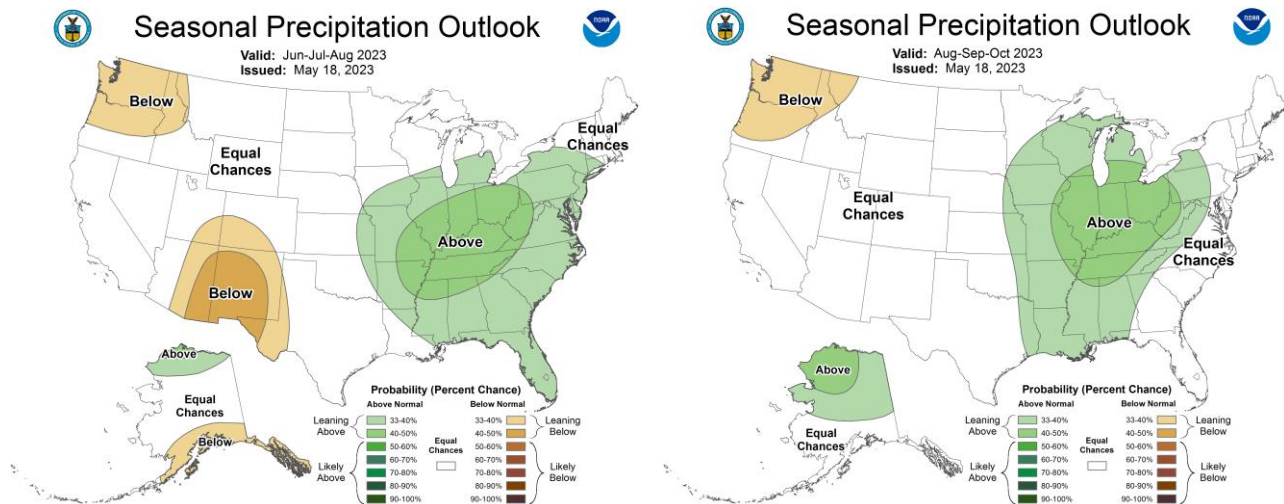 Seasonal Precipitation Outlook
NOAA
Valid: Jun-Jul-Aug 2023
Issued: May 18, 2023
Below
Equal
Chances
Equal
Chances
Above
Below
Above
Equal
Chances
Below
Probability (Percent Chance)
Above Normal
Below Normal
Leaning
Above
33-40%
40-50%
Likely
Above
50-60%
60-70%
70-80%
80-90%
90-100%
Equal
Chances
33-40%
40-50%
Leaning
Below
50-60%
60-70%
70-80%
80-90%
90-100%
Likely
Below
Seasonal Precipitation Outlook
NOAA
Valid: Aug-Sep-Oct 2023
Issued: May 18, 2023
Below
Equal
Chances
Above
Equal
Chances
Above
Equal
Chances
Probability (Percent Chance)
Above Normal
Below Normal
Leaning
Above
33-40%
40-50%
Likely
Above
50-60%
60-70%
70-80%
80-90%
90-100%
Equal
Chances
33-40%
40-50%
Leaning
Below
50-60%
60-70%
70-80%
80-90%
90-100%
Likely
Below